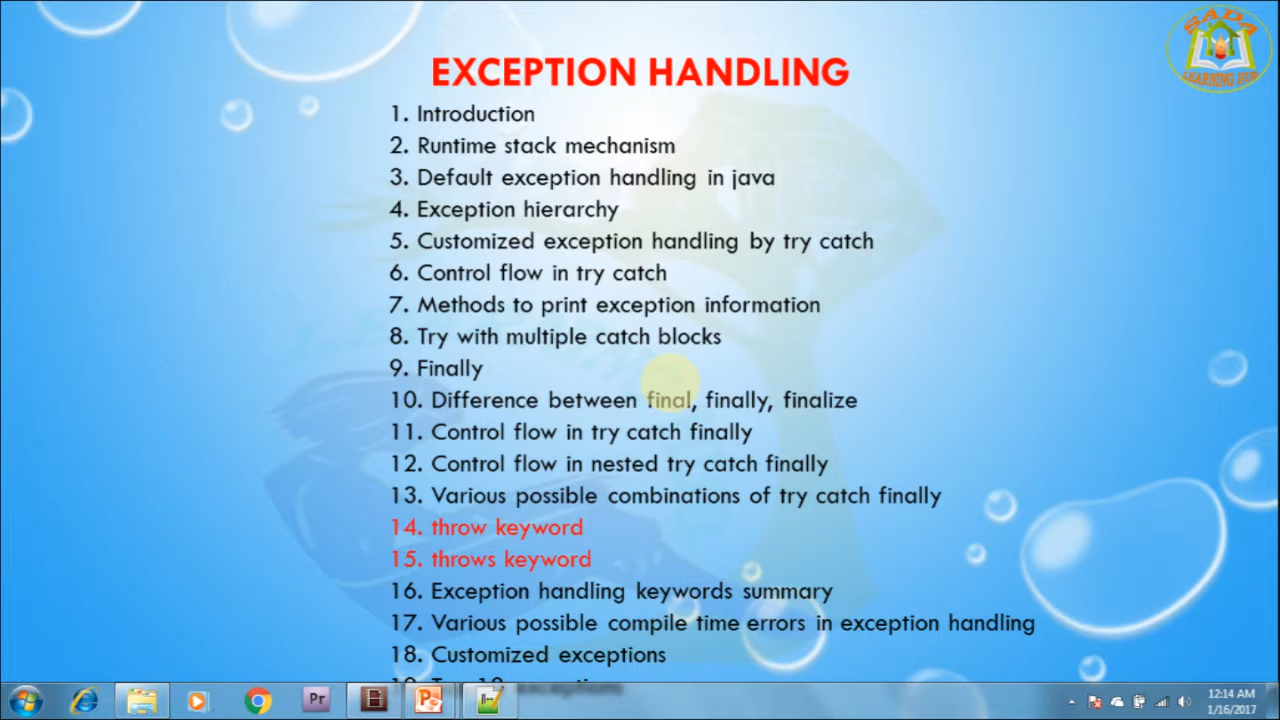 SADA
LEARNING HUB
EXCEPTION HANDLING
1. Introduction
2. Runtime stack mechanism
3. Default exception handling in java
4. Exception hierarchy
5. Customized exception handling by try catch
6. Control flow in try catch
7. Methods to print exception information
8. Try with multiple catch blocks
9. Finally
10. Difference between final, finally, finalize
11. Control flow in try catch finally
12. Control flow in nested try catch finally
13. Various possible combinations of try catch finally
14. throw keyword
15. throws keyword
16. Exception handling keywords summary
17. Various possible compile time errors in exception handling
18. Customized exceptions
Pr
12:14 AM
1/16/2017